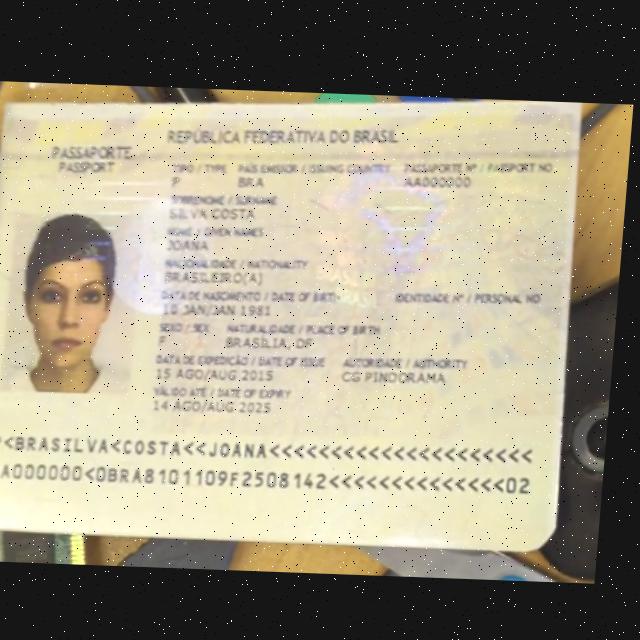 REPÚBLICA FEDERATIVA DO BRASIL
PASSAPORTE
PASSPORT
TIPO / TYPE PAÍS EMISSOR / ISSUING COUNTRY PASSAPORTE Nº / PASSPORT NO.
P BRA AA000000
SOBRENOME / SURNAME
SILVA COSTA
NOME / GIVEN NAMES
JOANA
NACIONALIDADE / NATIONALITY
BRASILEIRO(A)
DATA DE NASCIMENTO / DATE OF BIRTH IDENTIDADE Nº / PERSONAL NO.
10 JAN/JAN 1981
SEXO / SEX NATURALIDADE / PLACE OF BIRTH
F BRASÍLIA, DF
DATA DE EXPEDIÇÃO / DATE OF ISSUE AUTORIDADE / AUTHORITY
15 AGO/AUG 2015 CG PINDORAMA
VÁLIDO ATÉ / DATE OF EXPIRY
14 AGO/AUG 2025
<BRASILVA<COSTA<<JOANA<<<<<<<<<<<<<<<<<<<<<<
A000000<0BRA8101109F2508142<<<<<<<<<<<<<<<02